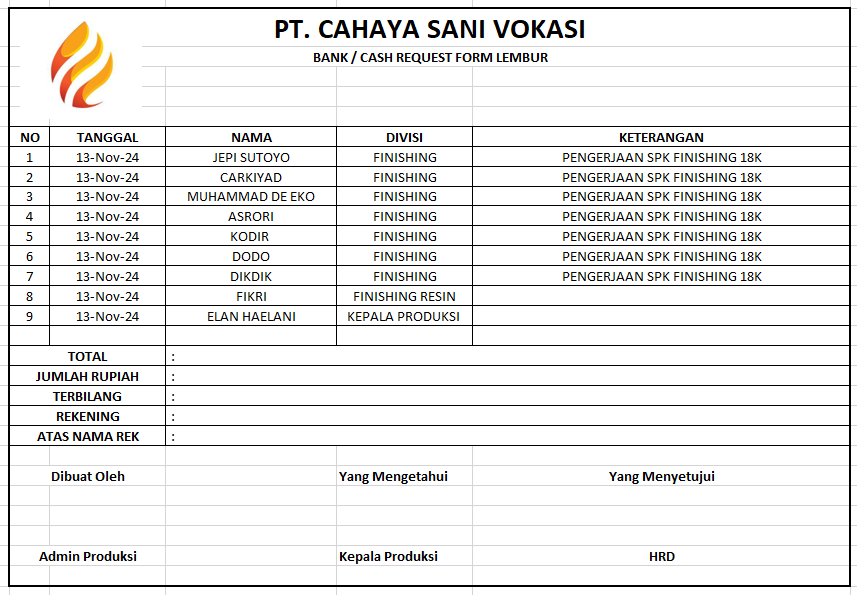 PT. CAHAYA SANI VOKASI
BANK / CASH REQUEST FORM LEMBUR
NO TANGGAL NAMA DIVISI KETERANGAN
1 13-Nov-24 JEPI SUTOYO FINISHING PENGERJAAN SPK FINISHING 18K
2 13-Nov-24 CARKIYAD FINISHING PENGERJAAN SPK FINISHING 18K
3 13-Nov-24 MUHAMMAD DE EKO FINISHING PENGERJAAN SPK FINISHING 18K
4 13-Nov-24 ASRORI FINISHING PENGERJAAN SPK FINISHING 18K
5 13-Nov-24 KODIR FINISHING PENGERJAAN SPK FINISHING 18K
6 13-Nov-24 DODO FINISHING PENGERJAAN SPK FINISHING 18K
7 13-Nov-24 DIKDIK FINISHING PENGERJAAN SPK FINISHING 18K
8 13-Nov-24 FIKRI FINISHING RESIN
9 13-Nov-24 ELAN HAELANI KEPALA PRODUKSI
TOTAL :
JUMLAH RUPIAH :
TERBILANG :
REKENING :
ATAS NAMA REK :
Dibuat Oleh Yang Mengetahui Yang Menyetujui
Admin Produksi Kepala Produksi HRD